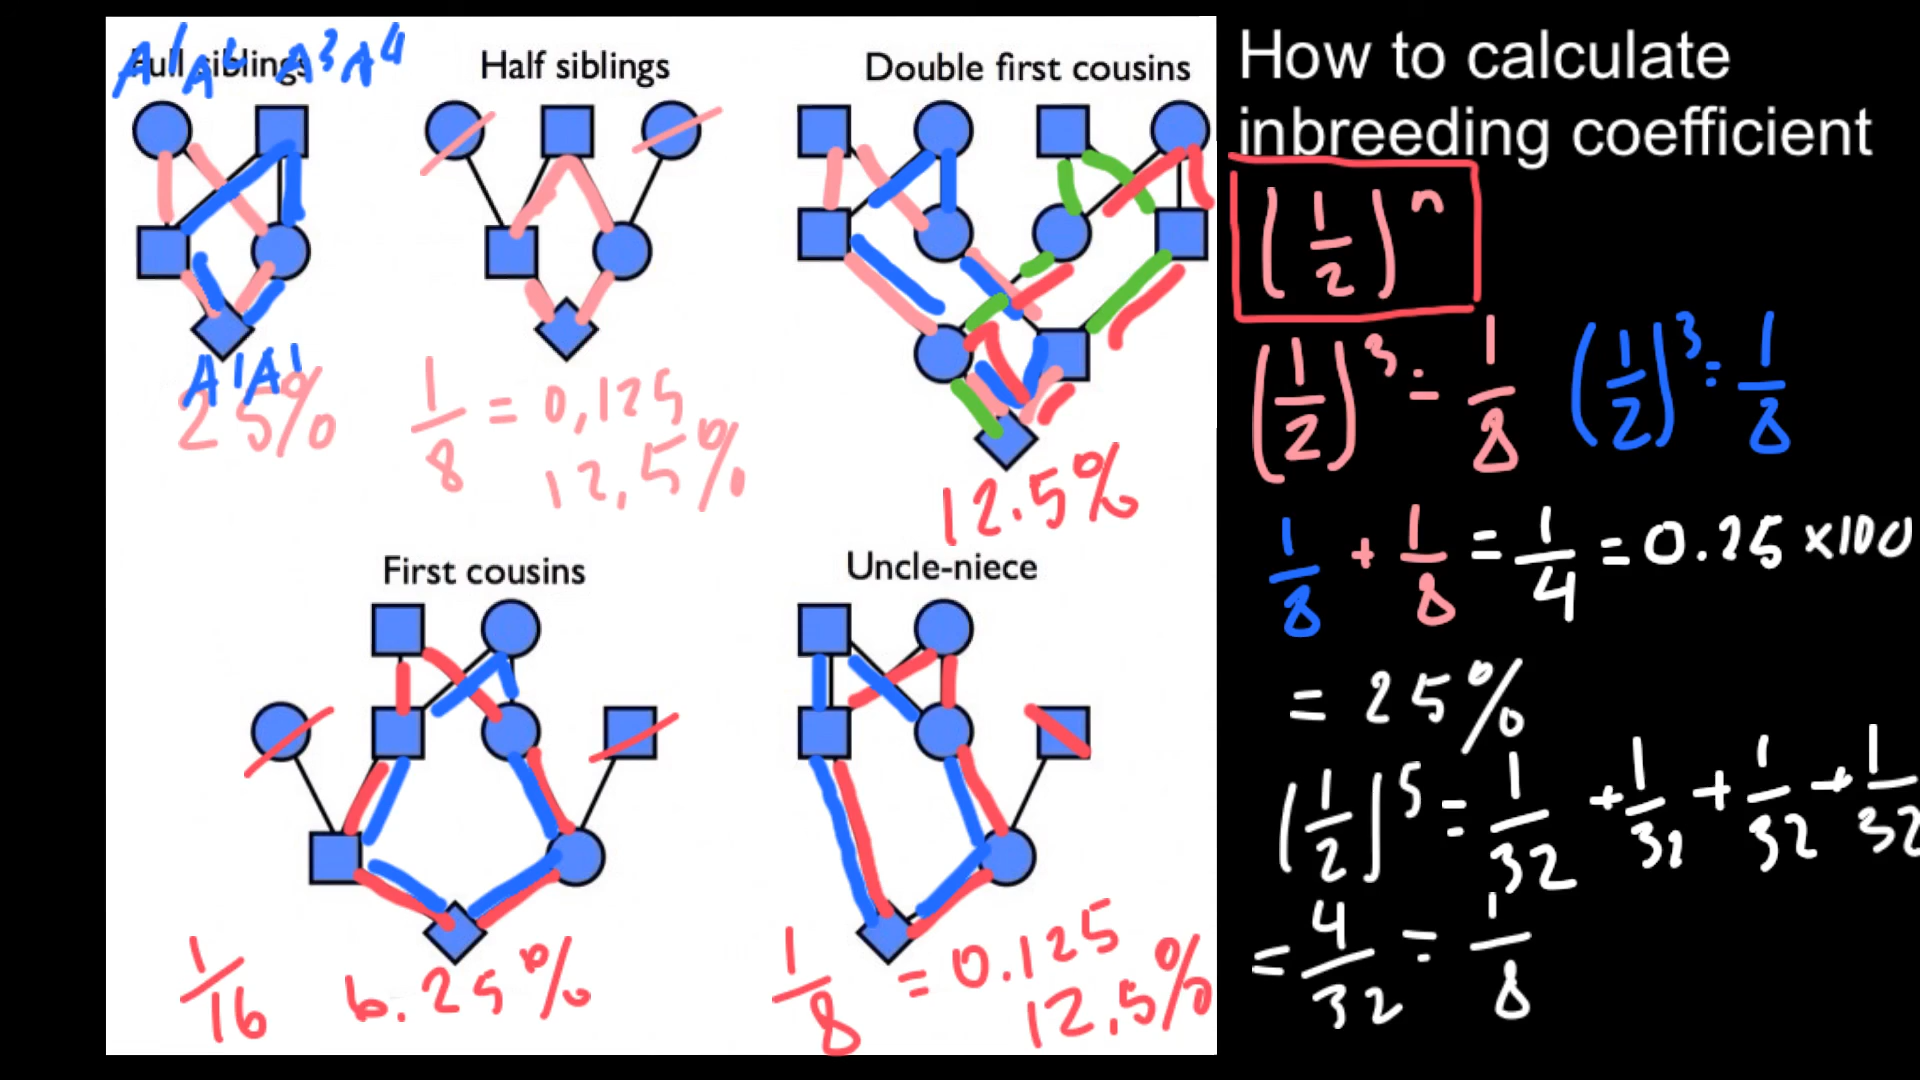 A¹A² A³A⁴
Full siblings
Half siblings
Double first cousins
A¹A¹
25%
1/8 = 0,125
12,5%
12.5%
First cousins
Uncle-niece
1/16 6.25%
1/8 = 0.125
12,5%
How to calculate
inbreeding coefficient
(1/2)ⁿ
(1/2)³ = 1/8 (1/2)³ = 1/8
1/8 + 1/8 = 1/4 = 0.25 ×100
= 25%
(1/2)⁵ = 1/32 + 1/32 + 1/32 + 1/32
= 4/32 = 1/8